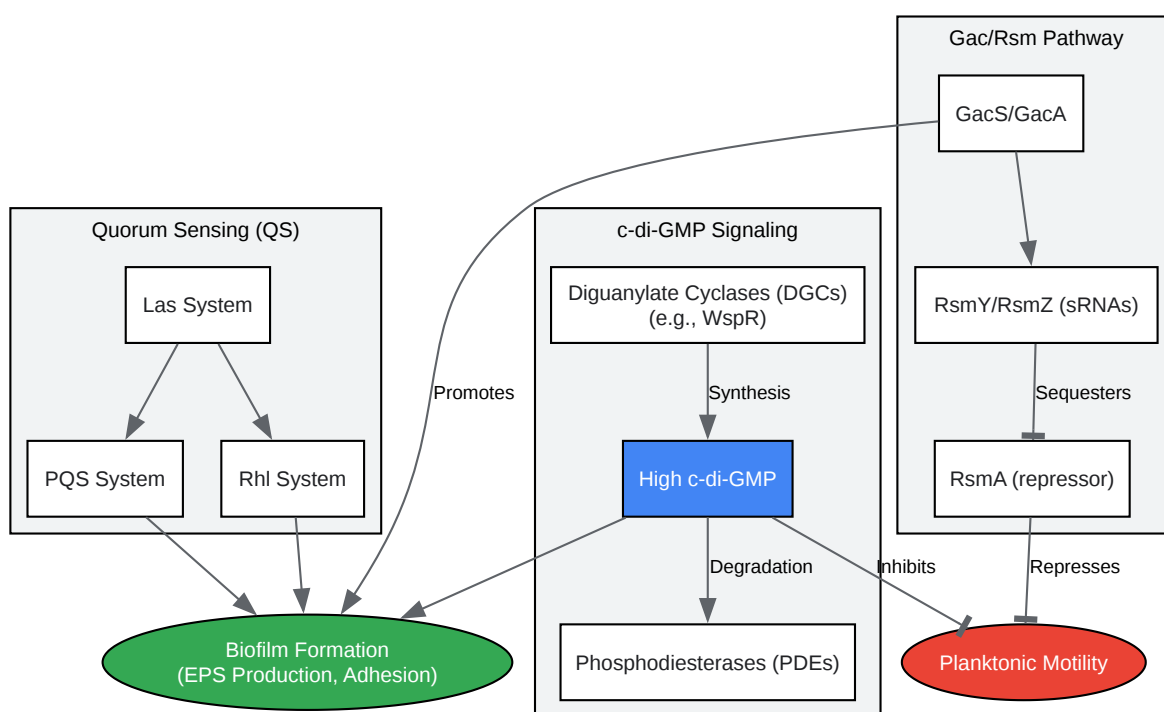 Gac/Rsm Pathway
GacS/GacA
Quorum Sensing (QS)
c-di-GMP Signaling
Las System
Diguanylate Cyclases (DGCs)
(e.g., WspR)
RsmY/RsmZ (sRNAs)
Promotes
Synthesis
Sequesters
PQS System
Rhl System
High c-di-GMP
RsmA (repressor)
Degradation
Inhibits
Represses
Biofilm Formation
(EPS Production, Adhesion)
Phosphodiesterases (PDEs)
Planktonic Motility